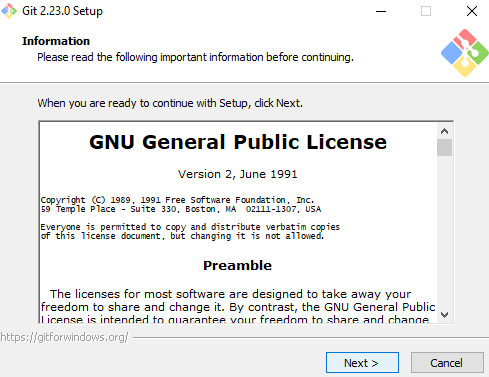 Git 2.23.0 Setup
Information
Please read the following important information before continuing.
When you are ready to continue with Setup, click Next.
GNU General Public License
Version 2, June 1991
Copyright (C) 1989, 1991 Free Software Foundation, Inc.
59 Temple Place - Suite 330, Boston, MA  02111-1307, USA
Everyone is permitted to copy and distribute verbatim copies
of this license document, but changing it is not allowed.
Preamble
The licenses for most software are designed to take away your
freedom to share and change it. By contrast, the GNU General Public
License is intended to guarantee your freedom to share and change
https://gitforwindows.org/
Next >
Cancel